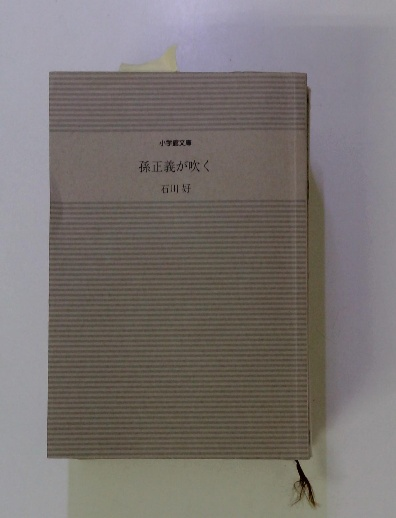 小学館文庫
孫正義が吹く
石川 好